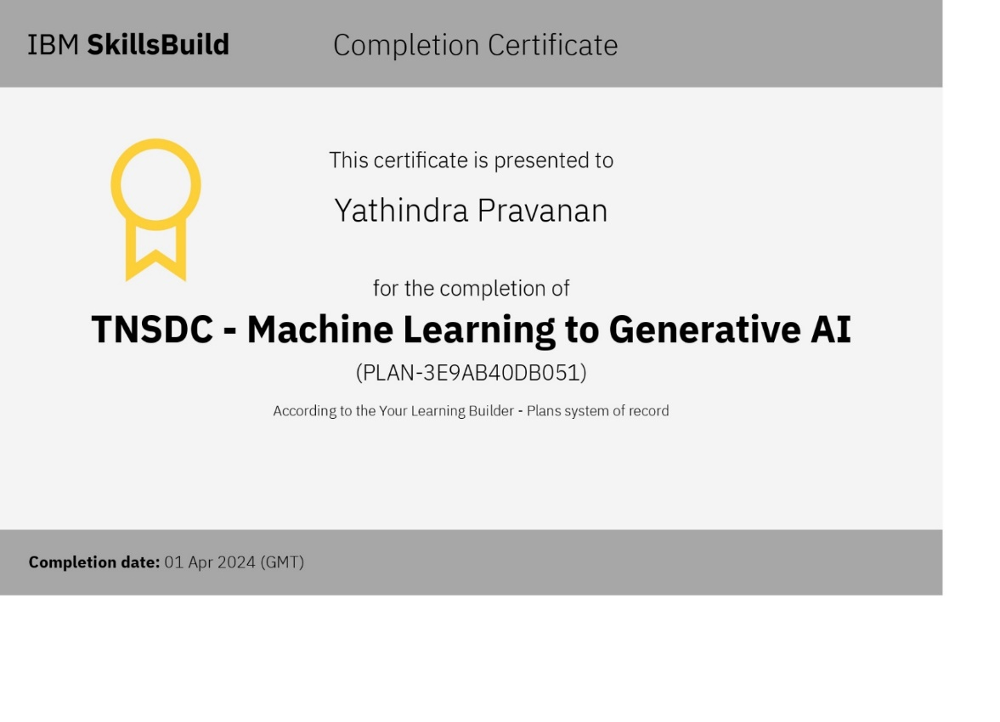 IBM SkillsBuild
Completion Certificate
This certificate is presented to
Yathindra Pravanan
for the completion of
TNSDC - Machine Learning to Generative AI
(PLAN-3E9AB40DB051)
According to the Your Learning Builder - Plans system of record
Completion date: 01 Apr 2024 (GMT)